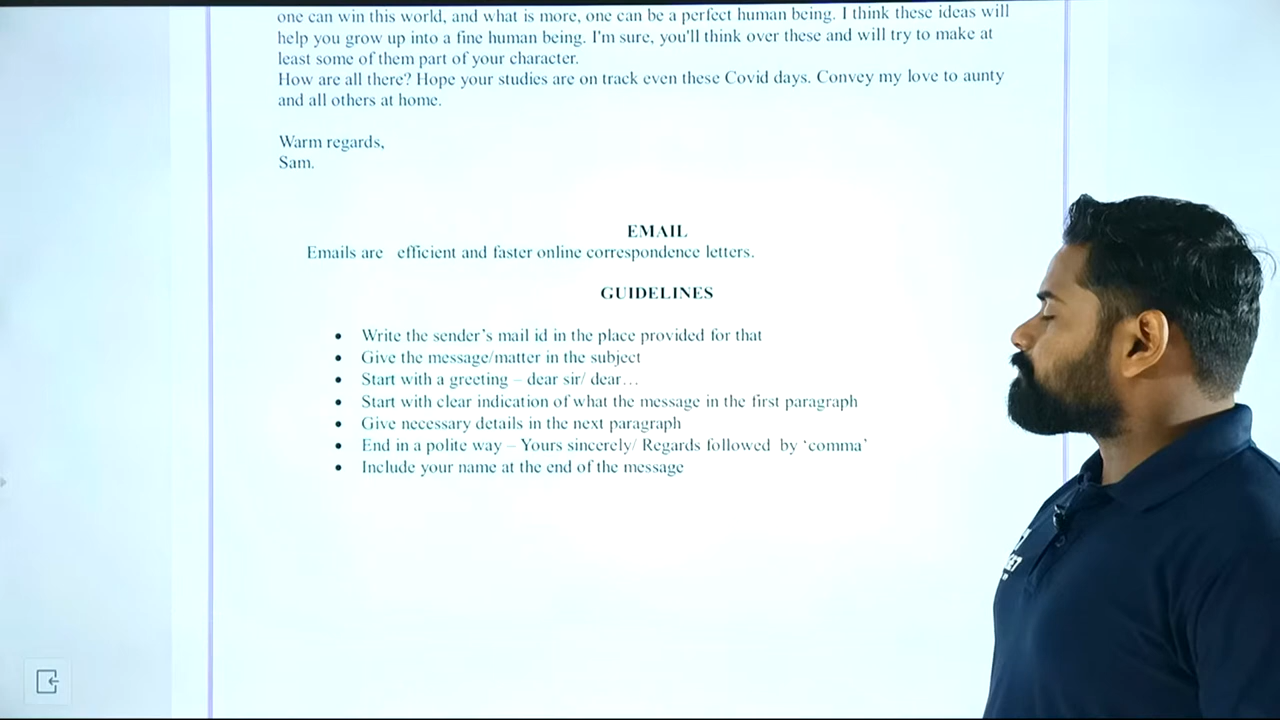 one can win this world, and what is more, one can be a perfect human being. I think these ideas will
help you grow up into a fine human being. I'm sure, you'll think over these and will try to make at
least some of them part of your character.
How are all there? Hope your studies are on track even these Covid days. Convey my love to aunty
and all others at home.
Warm regards,
Sam.
EMAIL
Emails are efficient and faster online correspondence letters.
GUIDELINES
• Write the sender's mail id in the place provided for that
• Give the message/matter in the subject
• Start with a greeting – dear sir/ dear…
• Start with clear indication of what the message in the first paragraph
• Give necessary details in the next paragraph
• End in a polite way – Yours sincerely/ Regards followed by ‘comma’
• Include your name at the end of the message